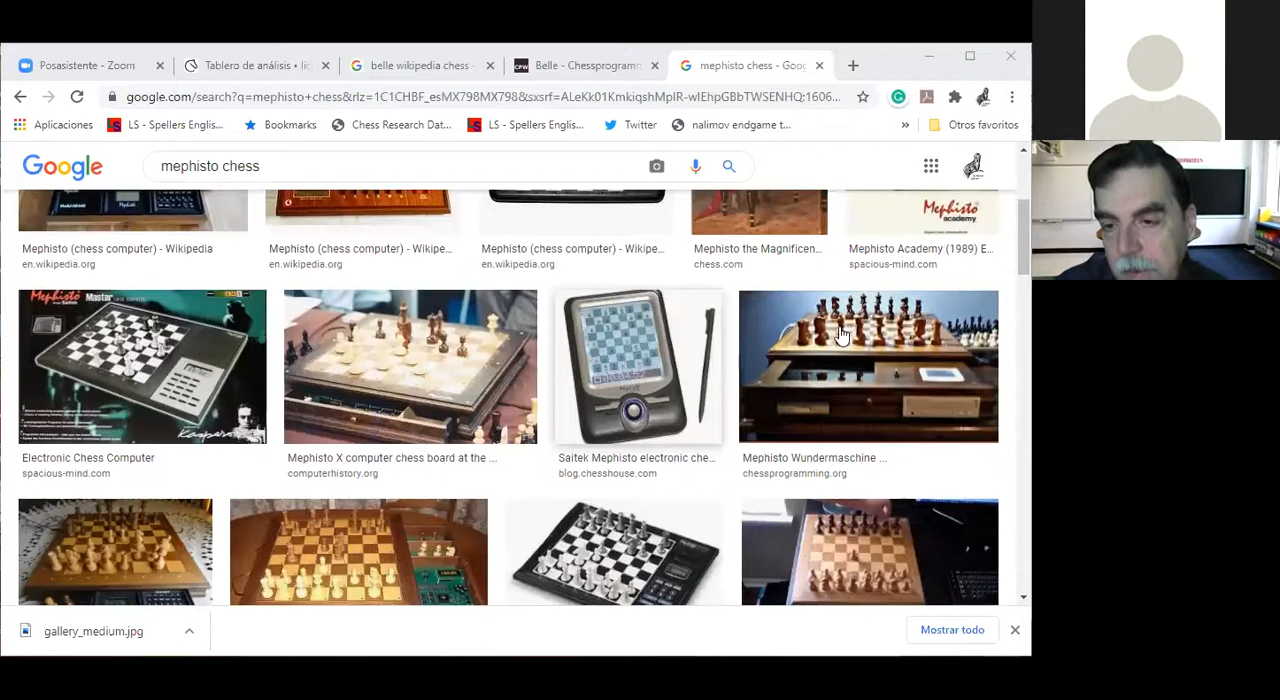 Posasistente - Zoom
Tablero de análisis • lic
belle wikipedia chess -
CPW
Belle - Chessprogramm
mephisto chess - Goo
google.com/search?q=mephisto+chess&rlz=1C1CHBF_esMX798MX798&sxsrf=ALeKk01KmkiqshMplR-wIEhpGBbTWSENHQ:1606...
Aplicaciones
LS - Spellers Englis...
Bookmarks
Chess Research Dat...
LS - Spellers Englis...
Twitter
nalimov endgame t...
»
Otros favoritos
Google
mephisto chess
Mephisto
academy
Mephisto (chess computer) - Wikipedia
en.wikipedia.org
Mephisto (chess computer) - Wikipe...
en.wikipedia.org
Mephisto (chess computer) - Wikipe...
en.wikipedia.org
Mephisto the Magnificen...
chess.com
Mephisto Academy (1989) E...
spacious-mind.com
Mephisto Master
Kasparov
Electronic Chess Computer
spacious-mind.com
Mephisto X computer chess board at the ...
computerhistory.org
Saitek Mephisto electronic che...
blog.chesshouse.com
Mephisto Wundermaschine ...
chessprogramming.org
gallery_medium.jpg
Mostrar todo